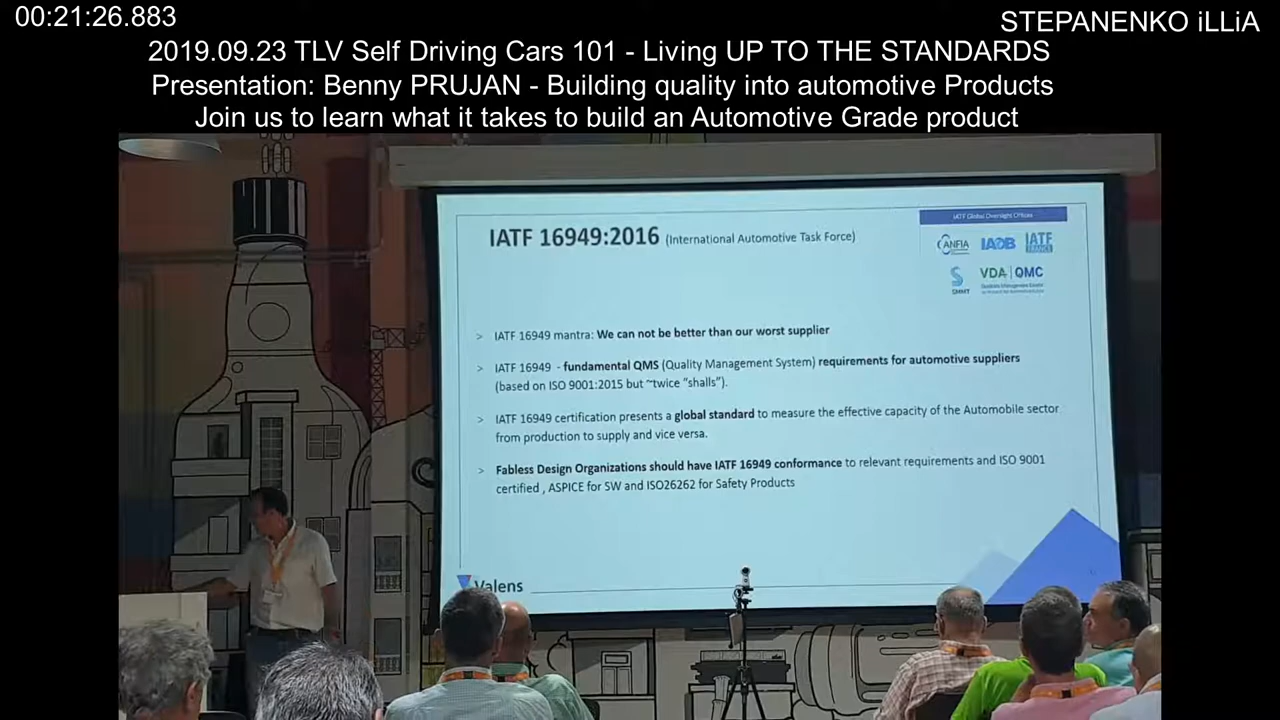 00:21:26.883
STEPANENKO iLLiA
2019.09.23 TLV Self Driving Cars 101 - Living UP TO THE STANDARDS
Presentation: Benny PRUJAN - Building quality into automotive Products
Join us to learn what it takes to build an Automotive Grade product
IATF Global Oversight Offices
IATF 16949:2016 (International Automotive Task Force)
ANFIA IAOB IATF
FRANCE
SMMT VDA QMC
> IATF 16949 mantra: We can not be better than our worst supplier
> IATF 16949 - fundamental QMS (Quality Management System) requirements for automotive suppliers
(based on ISO 9001:2015 but ~twice "shalls").
> IATF 16949 certification presents a global standard to measure the effective capacity of the Automobile sector
from production to supply and vice versa.
> Fabless Design Organizations should have IATF 16949 conformance to relevant requirements and ISO 9001
certified , ASPICE for SW and ISO26262 for Safety Products
Valens